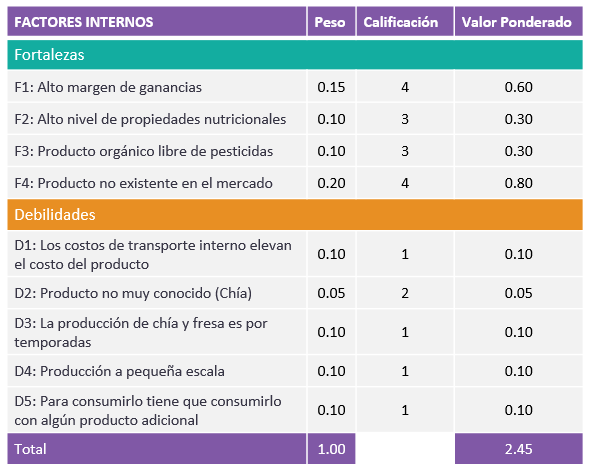 FACTORES INTERNOS Peso Calificación Valor Ponderado
Fortalezas
F1: Alto margen de ganancias 0.15 4 0.60
F2: Alto nivel de propiedades nutricionales 0.10 3 0.30
F3: Producto orgánico libre de pesticidas 0.10 3 0.30
F4: Producto no existente en el mercado 0.20 4 0.80
Debilidades
D1: Los costos de transporte interno elevan
el costo del producto 0.10 1 0.10
D2: Producto no muy conocido (Chía) 0.05 2 0.05
D3: La producción de chía y fresa es por
temporadas 0.10 1 0.10
D4: Producción a pequeña escala 0.10 1 0.10
D5: Para consumirlo tiene que consumirlo
con algún producto adicional 0.10 1 0.10
Total 1.00 2.45